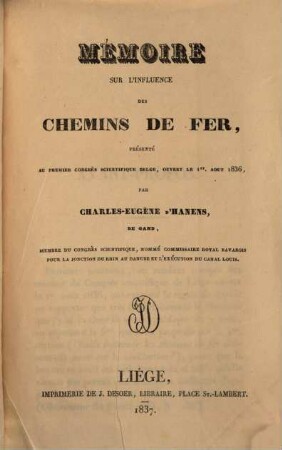 MÉMOIRE
SUR L'INFLUENCE
DES
CHEMINS DE FER,
PRÉSENTÉ
AU PREMIER CONGRÈS SCIENTIFIQUE BELGE, OUVERT LE 1er. AOUT 1836,
PAR
CHARLES-EUGÈNE D'HANENS,
DE GAND,
MEMBRE DU CONGRÈS SCIENTIFIQUE, NOMMÉ COMMISSAIRE ROYAL BAVAROIS
POUR LA JONCTION DU RHIN AU DANUBE ET L'EXÉCUTION DU CANAL LOUIS.
JD
LIÉGE,
IMPRIMERIE DE J. DESOER, LIBRAIRE, PLACE St.-LAMBERT.
1837.